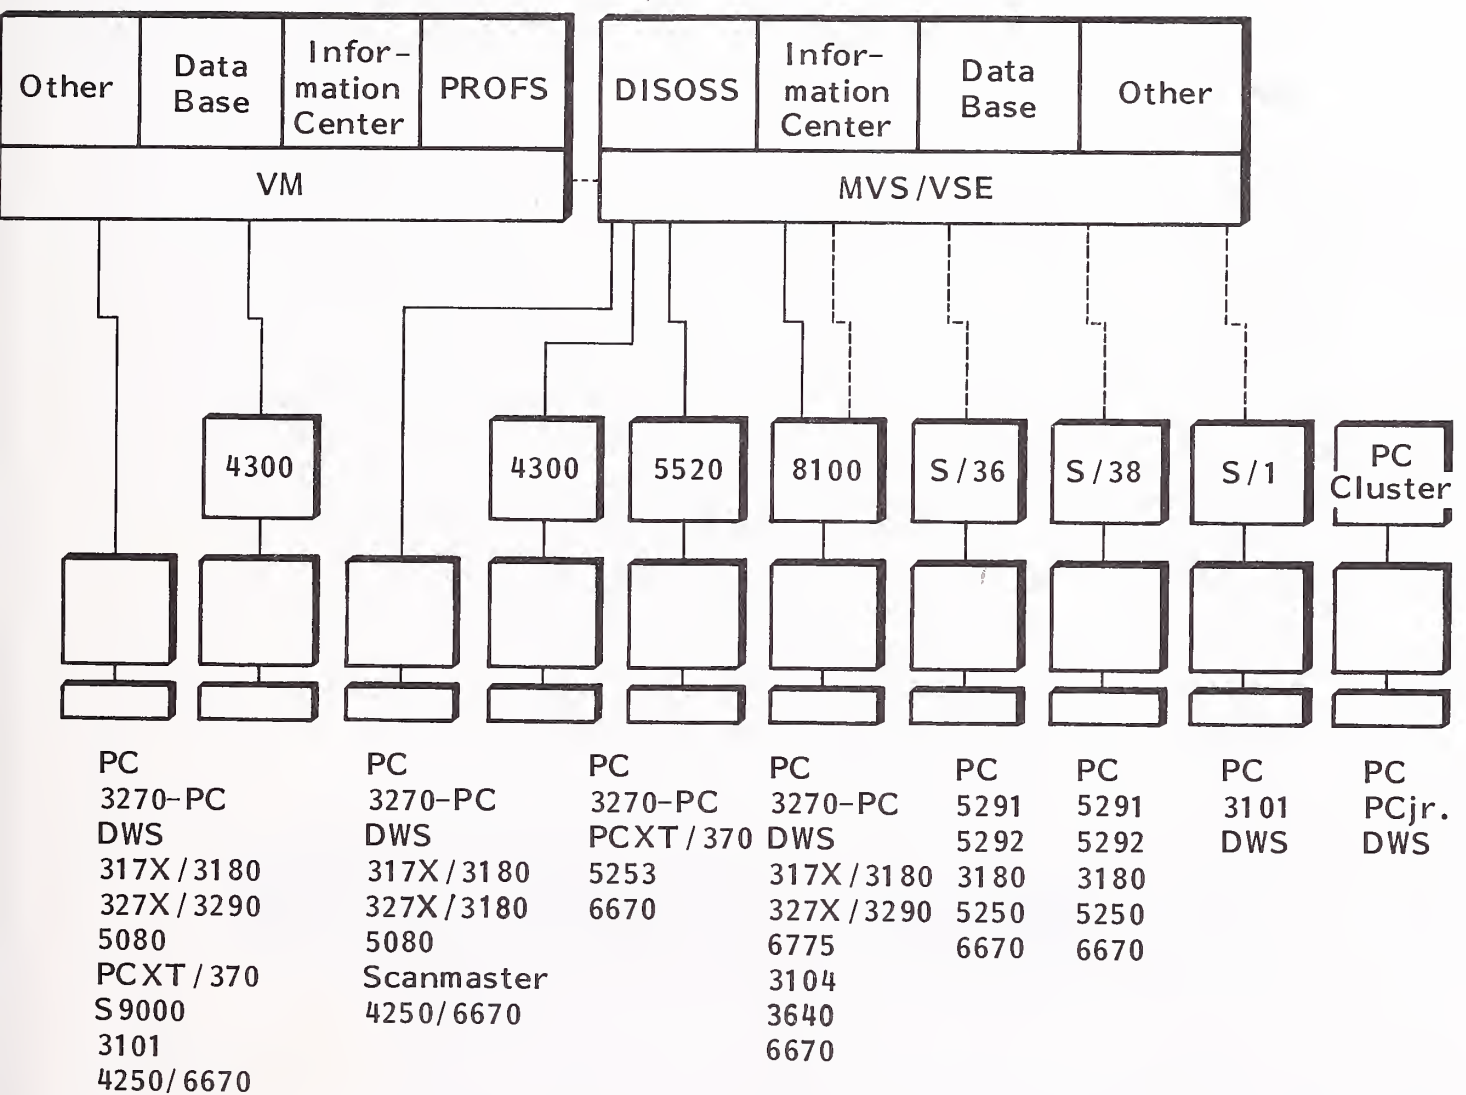 Other
Data
Base
Infor-
mation
Center
PROFS
DISOSS
Infor-
mation
Center
Data
Base
Other
VM
MVS/VSE
4300
4300
5520
8100
S/36
S/38
S/1
PC
Cluster
PC
3270-PC
DWS
317X/3180
327X/3290
5080
PCXT/370
S9000
3101
4250/6670
PC
3270-PC
DWS
317X/3180
327X/3180
5080
Scanmaster
4250/6670
PC
3270-PC
PCXT/370
5253
6670
PC
3270-PC
DWS
317X/3180
327X/3290
6775
3104
3640
6670
PC
5291
5292
3180
5250
6670
PC
5291
5292
3180
5250
6670
PC
3101
DWS
PC
PCjr.
DWS